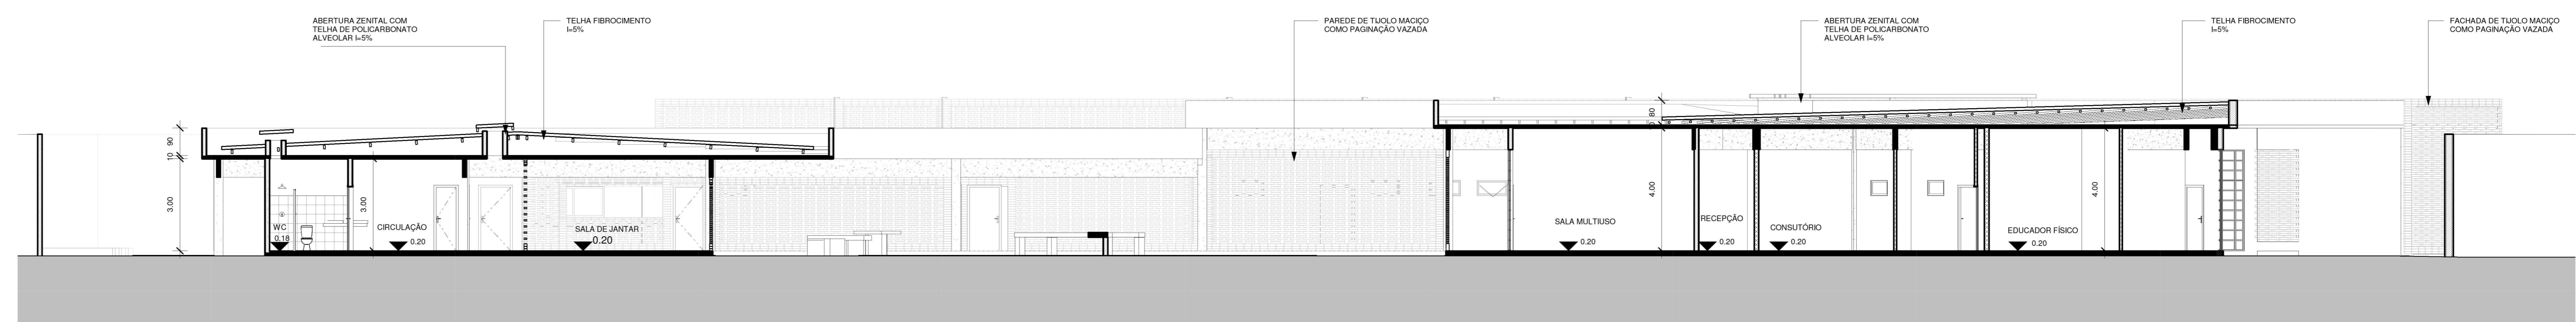 ABERTURA ZENITAL COM
TELHA DE POLICARBONATO
ALVEOLAR I=5%
TELHA FIBROCIMENTO
I=5%
PAREDE DE TIJOLO MACIÇO
COMO PAGINAÇÃO VAZADA
ABERTURA ZENITAL COM
TELHA DE POLICARBONATO
ALVEOLAR I=5%
TELHA FIBROCIMENTO
I=5%
FACHADA DE TIJOLO MACIÇO
COMO PAGINAÇÃO VAZADA
90
10
3.00
3.00
WC
0.18
CIRCULAÇÃO
0.20
SALA DE JANTAR
0.20
80
4.00
SALA MULTIUSO
0.20
RECEPÇÃO
0.20
CONSUTÓRIO
0.20
EDUCADOR FÍSICO
0.20
4.00